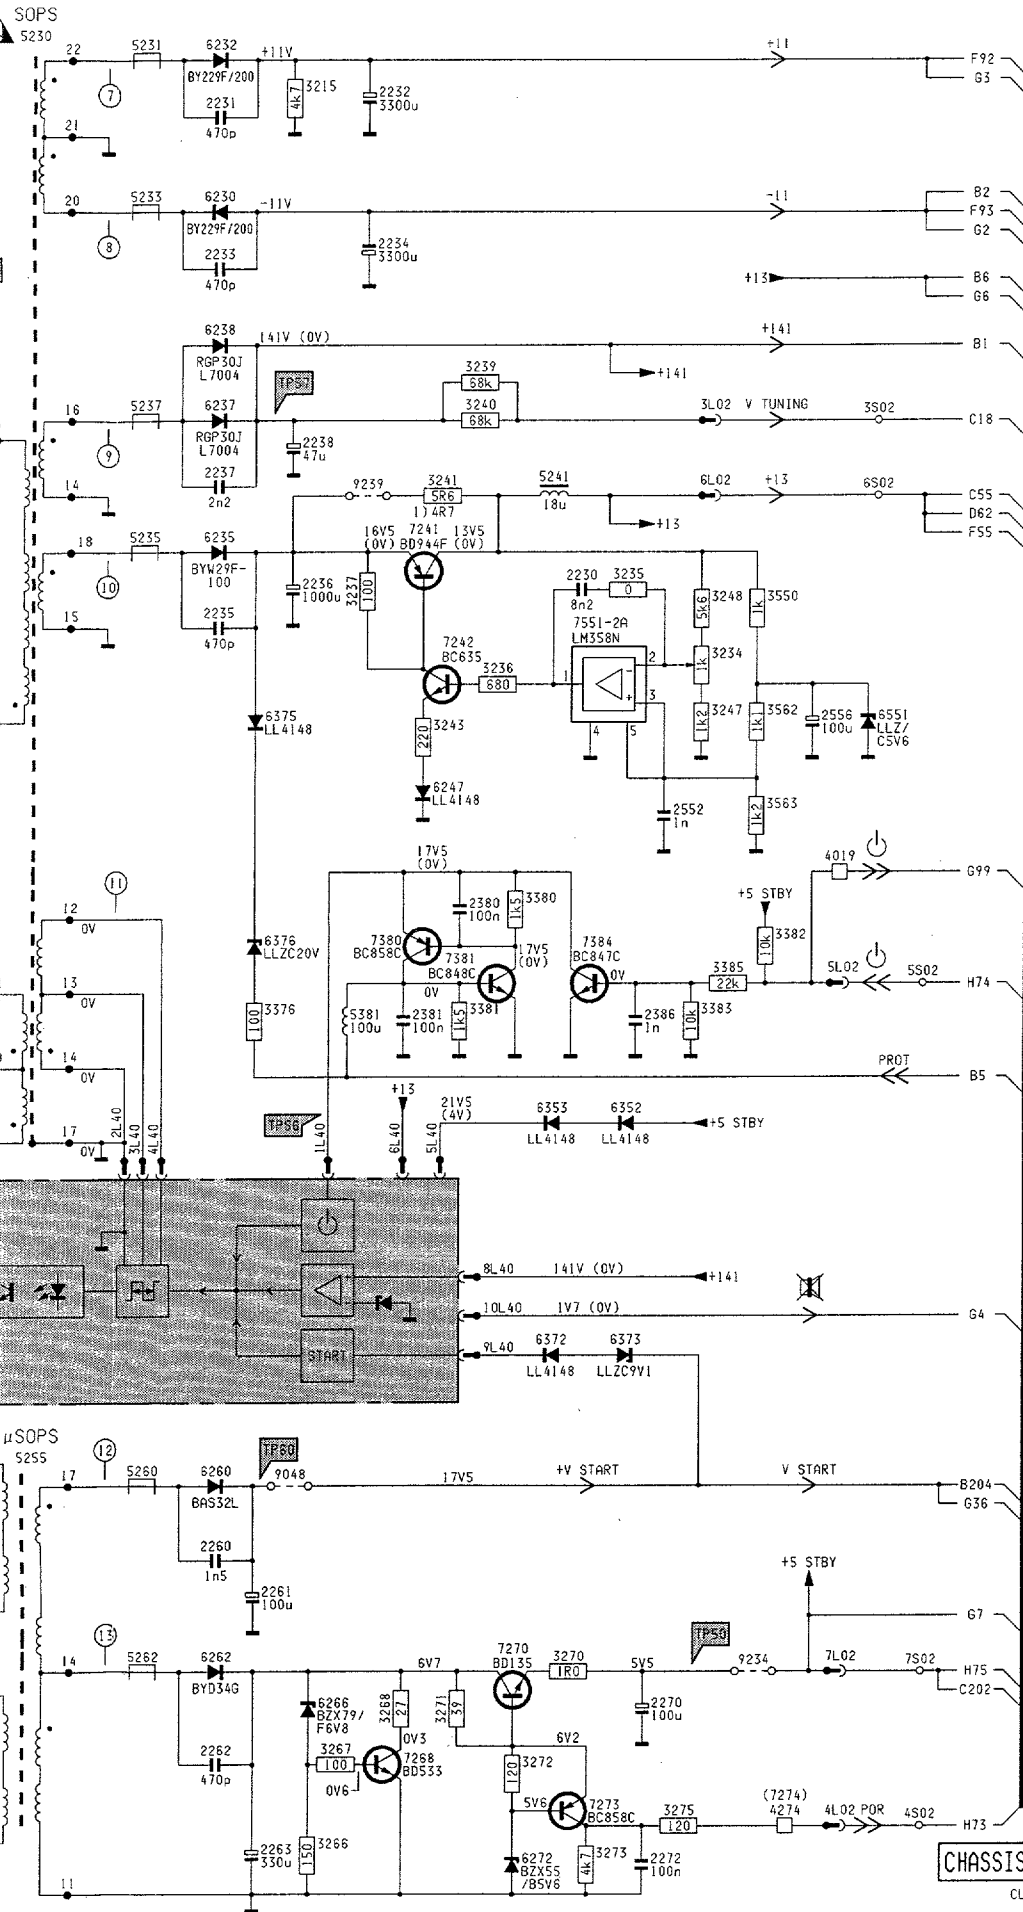 SOPS
5230
22 5231 6232 +11V +11 F92
BY229F/200 3215 2232 G3
7 2231 4k7 3300u
470p
21
20 5233 6230 -11V -11 B2
BY229F/200 F93
8 2233 2234 G2
470p 3300u
+13 B6
G6
6238 141V (0V) +141 B1
RGP30J
L7004 +141
TP57 3239
68k
16 5237 6237 3240 3L02 V TUNING 3S02 C18
RGP30J 68k
L7004
9 2238
47u
2237
2n2
14 9239 3241 5241 6L02 +13 6S02 C55
5R6 18u D62
1)4R7 +13 F55
16V5 7241 13V5
(0V) BD944F (0V)
18 5235 6235
BYW29F-
100
10 2236 3237 2230 3235 3248 3550
1000u 100 8n2 0 5k6 1k
2235 7551-2A
470p LM358N
15 7242 2 3234
BC635 3236 1 1k
680 3
6375 3243 4 5 3247 3562 2556 6551
LL4148 220 1k2 1k1 100u LLZ/
C5V6
6247
LL4148 2552 3563
1n 1k2
17V5
(0V) 4019 G99
11 +5 STBY
12 2380 3380
0V 100n 1k5 3382
6376 7380 17V5 7384 10k
LLZC20V BC858C 7381 (0V) BC847C
BC848C 3385 5L02 5S02 H74
13 0V 0V 22k
0V 3376 5381 2381 3381 2386 3383
100 100u 100n 1k5 1n 10k
14
0V PROT B5
+13 21V5 6353 6352 +5 STBY
(4V) LL4148 LL4148
TP56
17
0V 2L40 3L40 4L40 1L40 6L40 5L40
8L40 141V (0V) +141
10L40 1V7 (0V) G4
START 9L40 6372 6373
LL4148 LLZC9V1
µSOPS
5255
12 TP60
17 5260 6260 9048 17V5 +V START V START B204
BAS32L G36
2260
1n5
2261
100u
+5 STBY
G7
13 TP50
14 5262 6262 6V7 7270 3270 5V5 9234 7L02 7S02 H75
BYD34G BD135 1R0 C202
6266 3268 3271 2270
BZX79/ 27 39 100u
F6V8 0V3 6V2
2262 3267 7268 3272
470p 100 BD533 120
0V6 5V6 7273 3275 (7274) 4L02 POR 4S02 H73
BC858C 120 4274
2263 3266 6272 3273 2272
330u 150 BZX55 4k7 100n
/B5V6
11
CHASSIS
CL